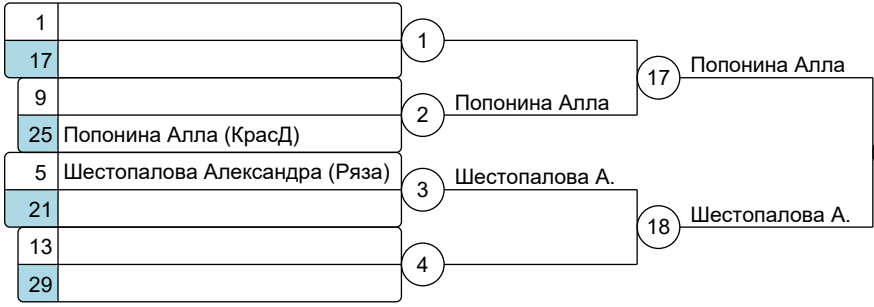 1
17
1
9
25 Попонина Алла (КрасД)
2
Попонина Алла
17
Попонина Алла
5 Шестопалова Александра (Ряза)
21
3
Шестопалова А.
13
29
4
18
Шестопалова А.